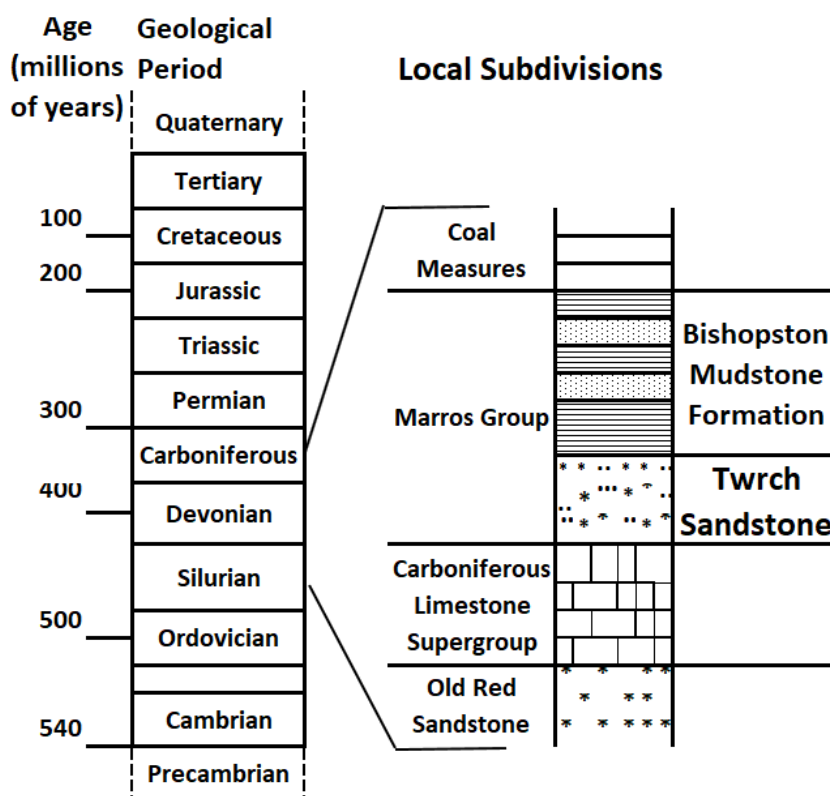 Age
(millions
of years)
Geological
Period
Local Subdivisions
Quaternary
Tertiary
100
Cretaceous
200
Jurassic
Triassic
Permian
300
Carboniferous
400
Devonian
Silurian
500
Ordovician
Cambrian
540
Precambrian
Coal
Measures
Marros Group
Bishopston
Mudstone
Formation
Twrch
Sandstone
Carboniferous
Limestone
Supergroup
Old Red
Sandstone